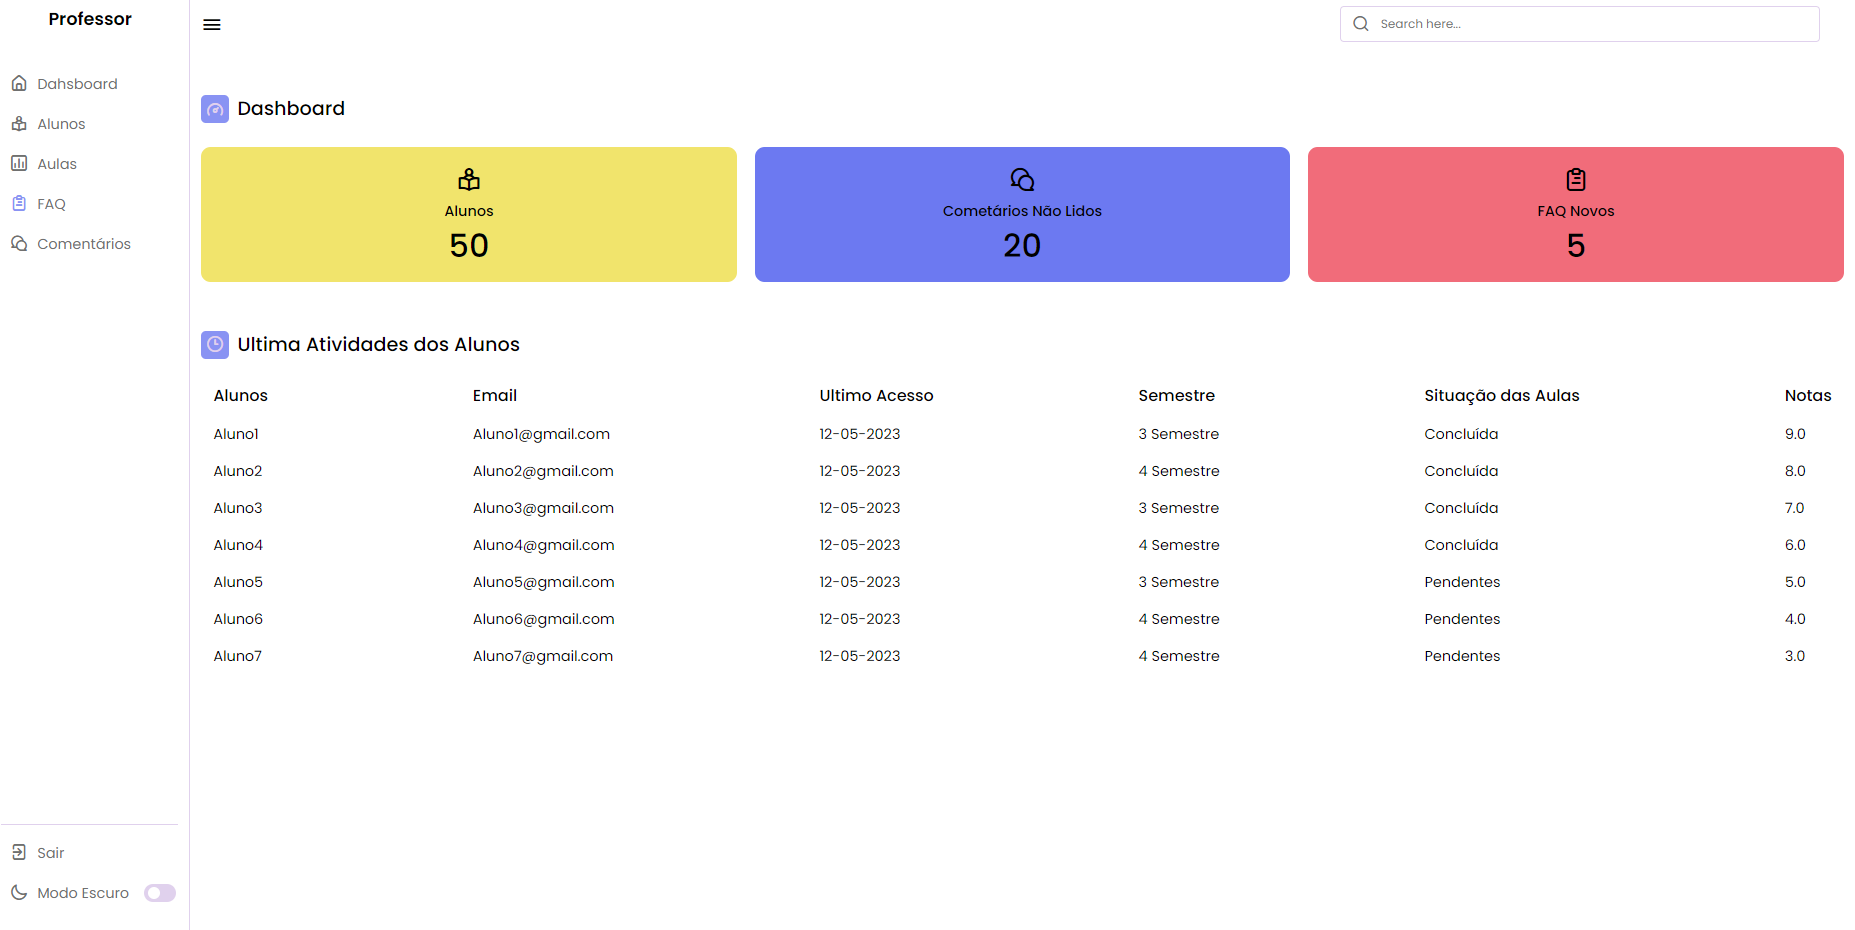 Professor
Search here...
Dahsboard
Alunos
Aulas
FAQ
Comentários
Sair
Modo Escuro
Dashboard
Alunos
50
Cometários Não Lidos
20
FAQ Novos
5
Ultima Atividades dos Alunos
Alunos Email Ultimo Acesso Semestre Situação das Aulas Notas
Aluno1 Aluno1@gmail.com 12-05-2023 3 Semestre Concluída 9.0
Aluno2 Aluno2@gmail.com 12-05-2023 4 Semestre Concluída 8.0
Aluno3 Aluno3@gmail.com 12-05-2023 3 Semestre Concluída 7.0
Aluno4 Aluno4@gmail.com 12-05-2023 4 Semestre Concluída 6.0
Aluno5 Aluno5@gmail.com 12-05-2023 3 Semestre Pendentes 5.0
Aluno6 Aluno6@gmail.com 12-05-2023 4 Semestre Pendentes 4.0
Aluno7 Aluno7@gmail.com 12-05-2023 4 Semestre Pendentes 3.0